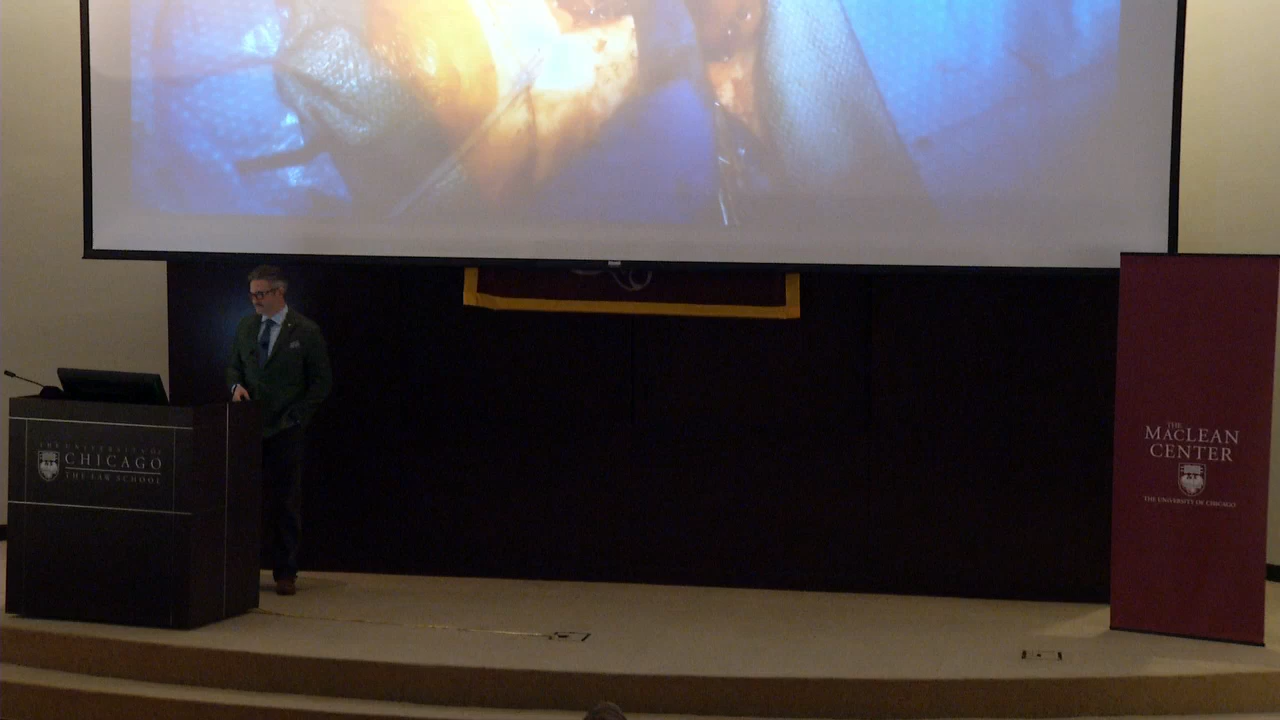 THE UNIVERSITY OF
CHICAGO
THE LAW SCHOOL
THE
MACLEAN
CENTER
THE UNIVERSITY OF CHICAGO